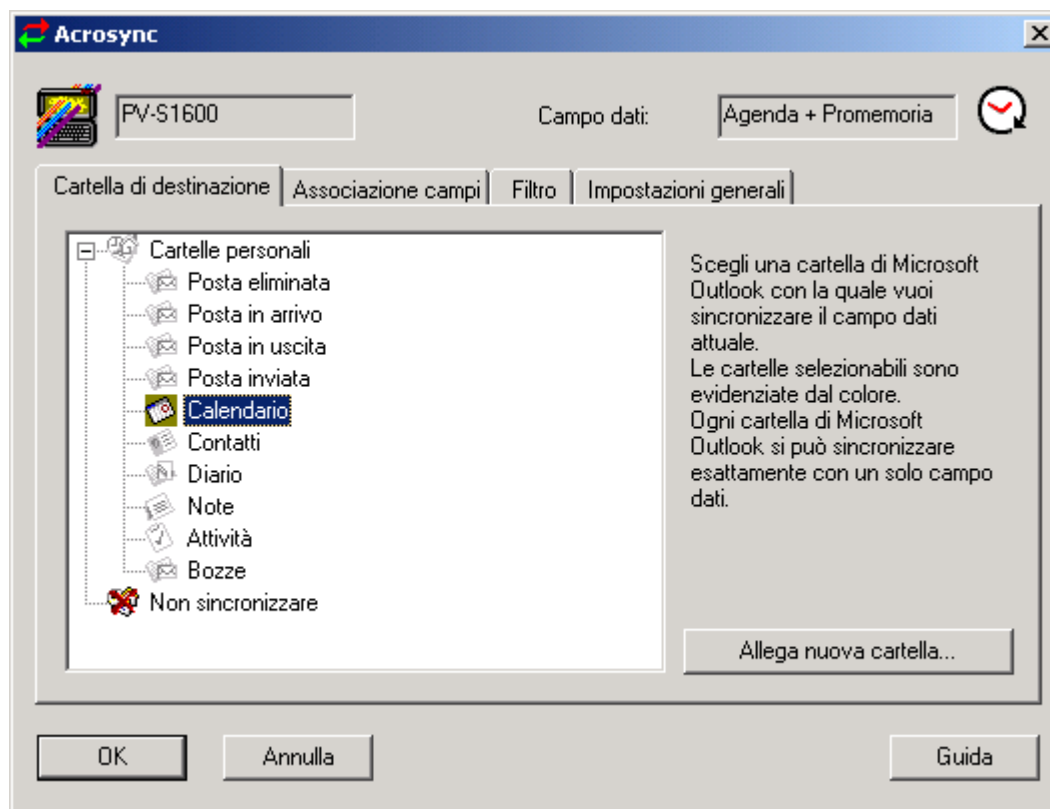 Acrosync
PV-S1600
Campo dati:
Agenda + Promemoria
Cartella di destinazione
Associazione campi
Filtro
Impostazioni generali
Cartelle personali
Posta eliminata
Posta in arrivo
Posta in uscita
Posta inviata
Calendario
Contatti
Diario
Note
Attività
Bozze
Non sincronizzare
Scegli una cartella di Microsoft
Outlook con la quale vuoi
sincronizzare il campo dati
attuale.
Le cartelle selezionabili sono
evidenziate dal colore.
Ogni cartella di Microsoft
Outlook si può sincronizzare
esattamente con un solo campo
dati.
Allega nuova cartella...
OK
Annulla
Guida